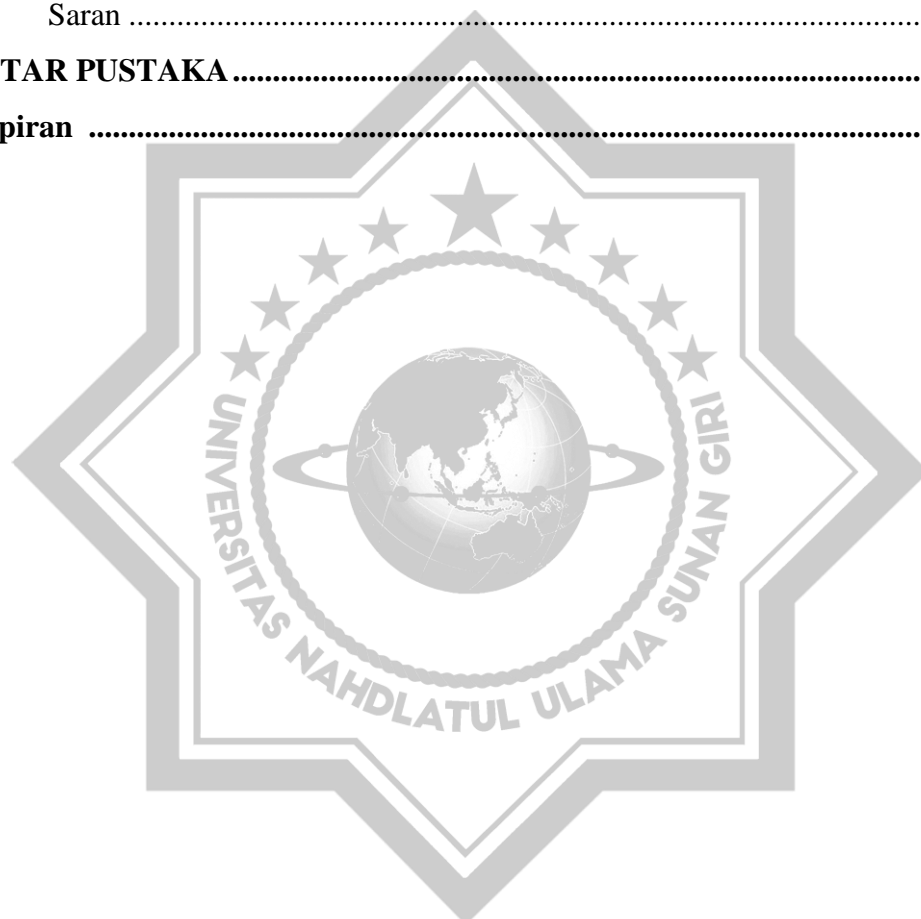 Saran ....................................................................................................
TAR PUSTAKA.......................................................................................
piran ....................................................................................................
UNIVERSITAS NAHDLATUL ULAMA SUNAN GIRI